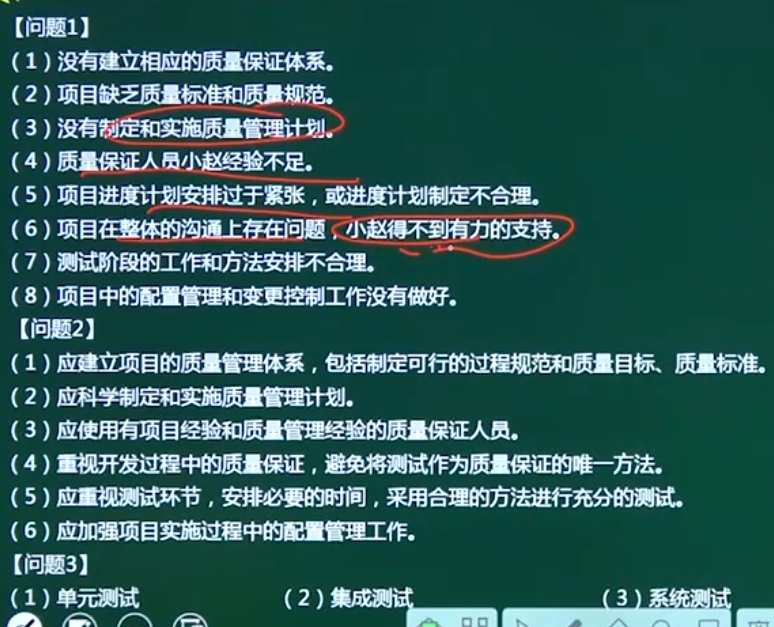 【问题1】
（1）没有建立相应的质量保证体系。
（2）项目缺乏质量标准和质量规范。
（3）没有制定和实施质量管理计划。
（4）质量保证人员小赵经验不足。
（5）项目进度计划安排过于紧张，或进度计划制定不合理。
（6）项目在整体的沟通上存在问题，小赵得不到有力的支持。
（7）测试阶段的工作和方法安排不合理。
（8）项目中的配置管理和变更控制工作没有做好。
【问题2】
（1）应建立项目的质量管理体系，包括制定可行的过程规范和质量目标、质量标准。
（2）应科学制定和实施质量管理计划。
（3）应使用有项目经验和质量管理经验的质量保证人员。
（4）重视开发过程中的质量保证，避免将测试作为质量保证的唯一方法。
（5）应重视测试环节，安排必要的时间，采用合理的方法进行充分的测试。
（6）应加强项目实施过程中的配置管理工作。
【问题3】
（1）单元测试 （2）集成测试 （3）系统测试